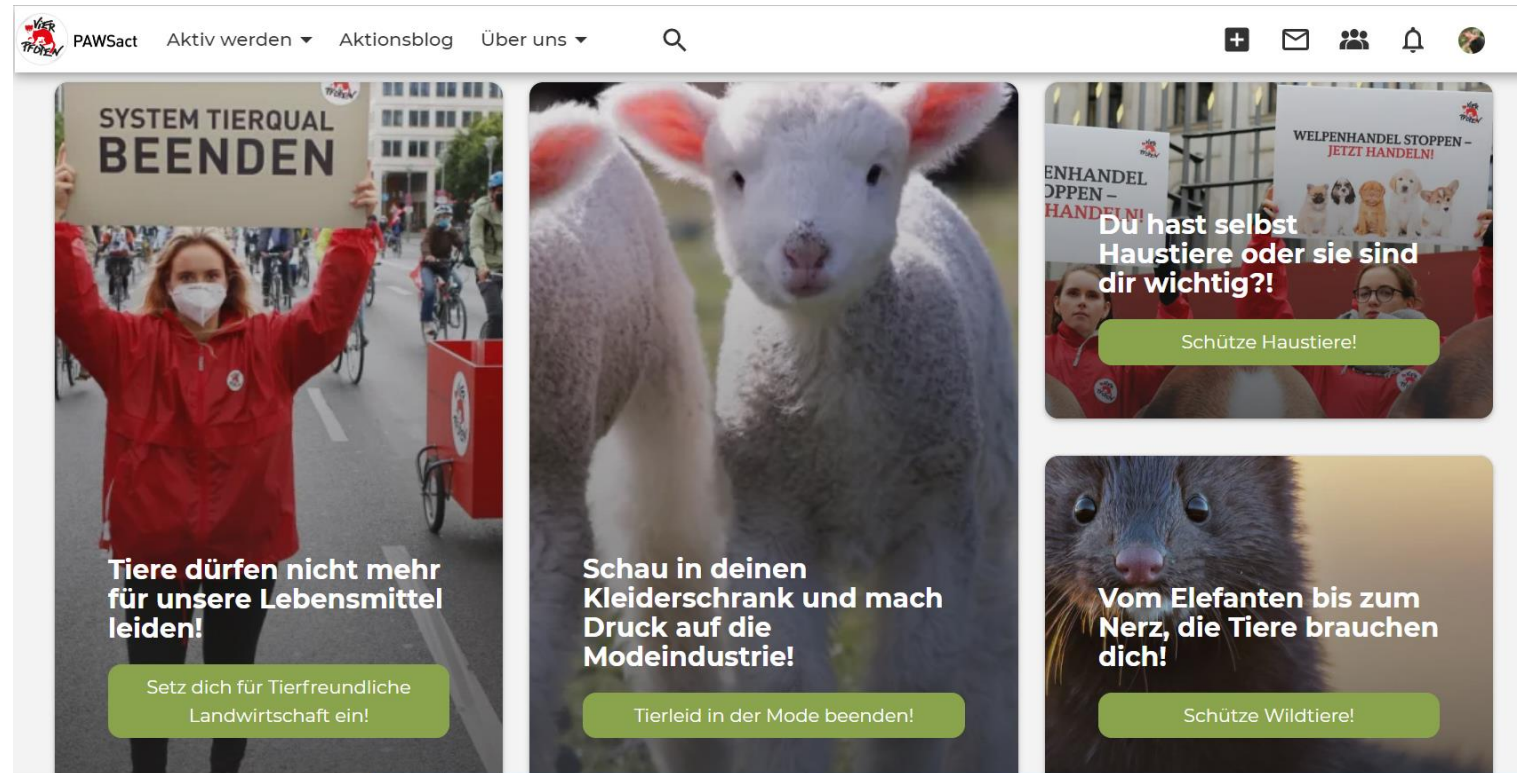 VIER
PFOTEN
PAWSact
Aktiv werden
Aktionsblog
Über uns
SYSTEM TIERQUAL
BEENDEN
Tiere dürfen nicht mehr
für unsere Lebensmittel
leiden!
Setz dich für Tierfreundliche
Landwirtschaft ein!
Schau in deinen
Kleiderschrank und mach
Druck auf die
Modeindustrie!
Tierleid in der Mode beenden!
ENHANDEL
OPPEN –
HANDELN!
WELPENHANDEL STOPPEN –
JETZT HANDELN!
Du hast selbst
Haustiere oder sie sind
dir wichtig?!
Schütze Haustiere!
Vom Elefanten bis zum
Nerz, die Tiere brauchen
dich!
Schütze Wildtiere!